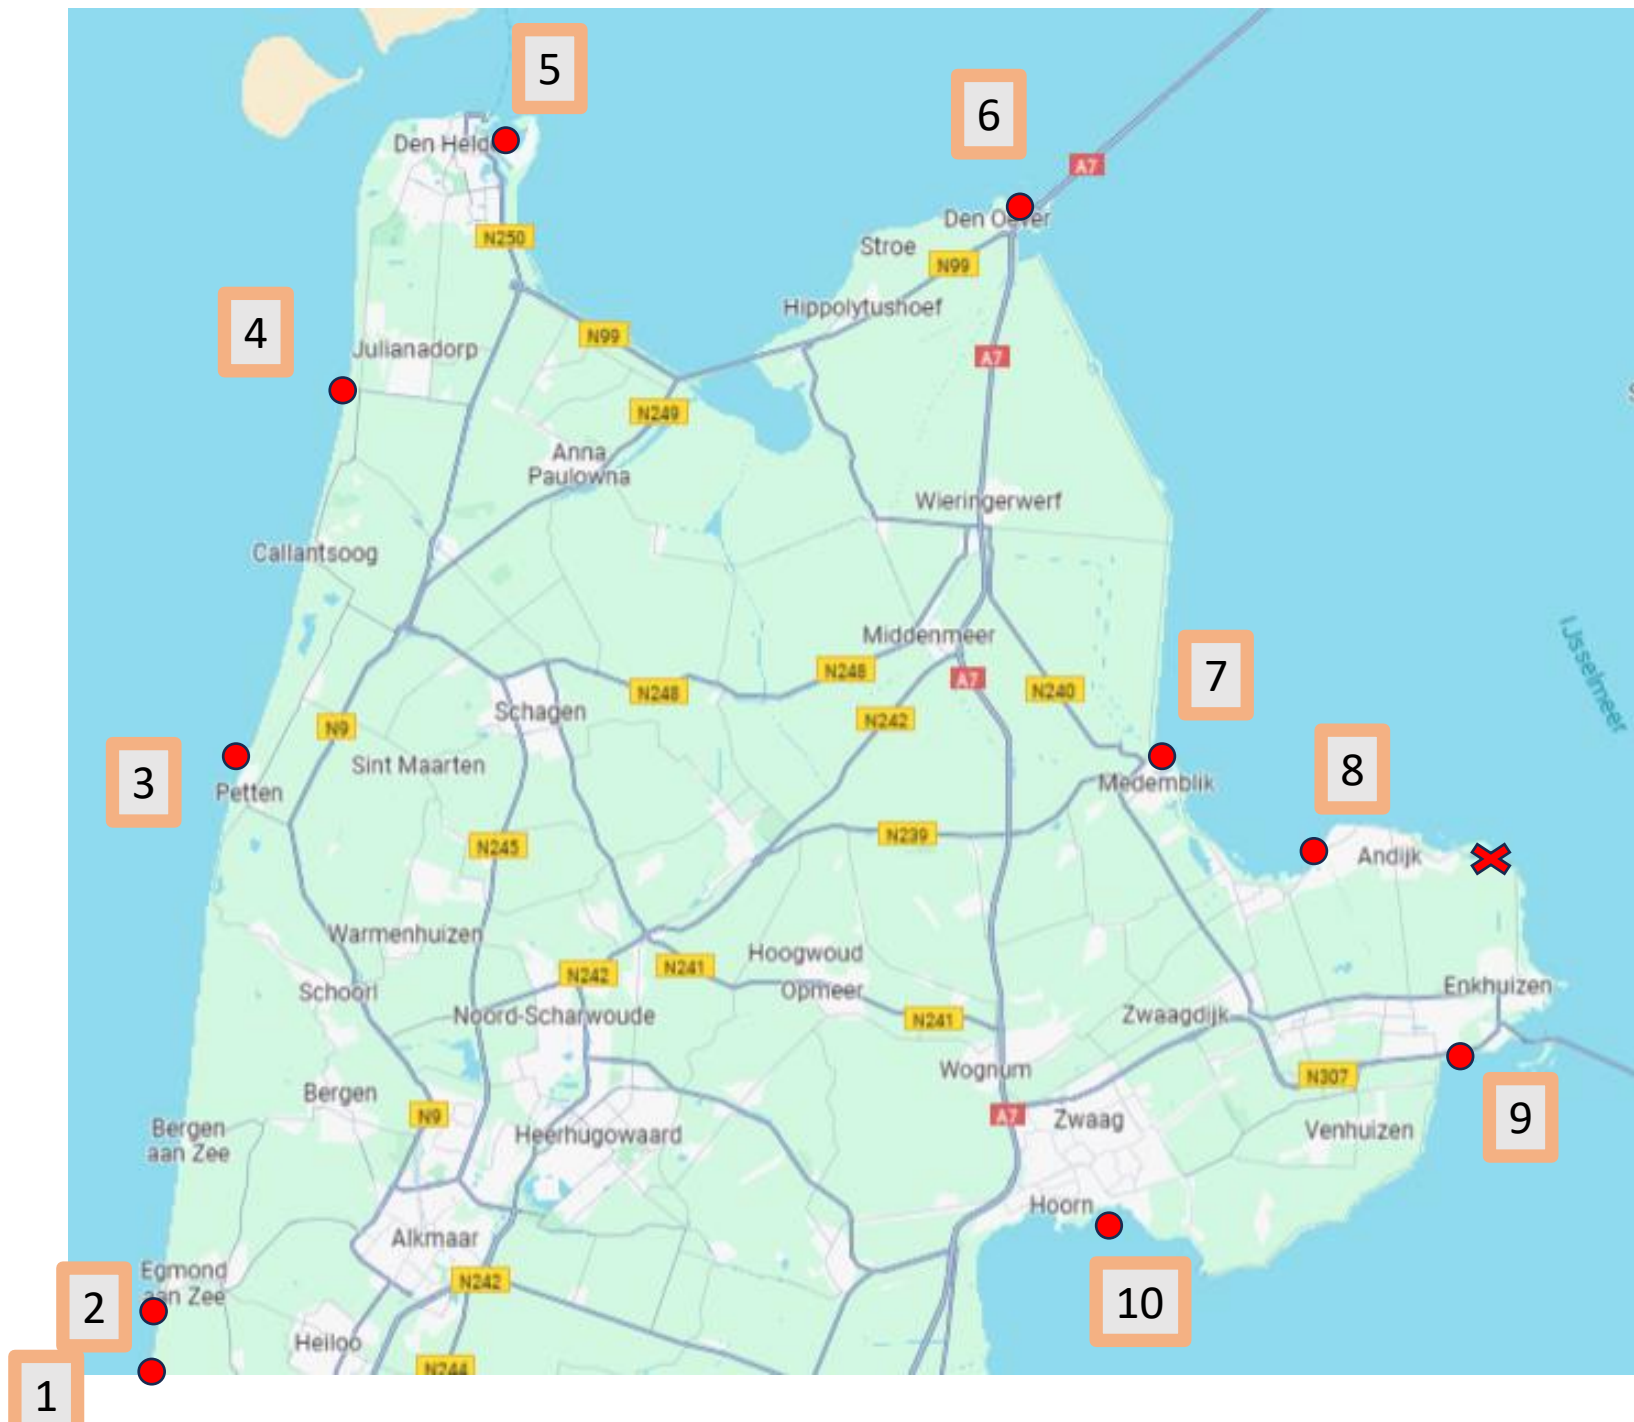 5
6
A7
Den Helde
Den Oever
N250
Stroe
N99
Hippolytushoef
4
N99
Julianadorp
A7
N249
Anna
Paulowna
Wieringerwerf
Callantsoog
IJsselmeer
Middenmeer
7
N248
A7
N240
N248
Schagen
N242
N9
3
Sint Maarten
Petten
Medemblik
8
N239
N245
Andijk
Warmenhuizen
Hoogwoud
N242
N241
Schoorl
Opmeer
Enkhuizen
Noord-Scharwoude
N241
Zwaagdijk
Wognum
N307
Bergen
N9
A7
Zwaag
9
Bergen
aan Zee
Heerhugowaard
Venhuizen
Hoorn
Alkmaar
Egmond
aan Zee
N242
2
10
Heiloo
N244
1